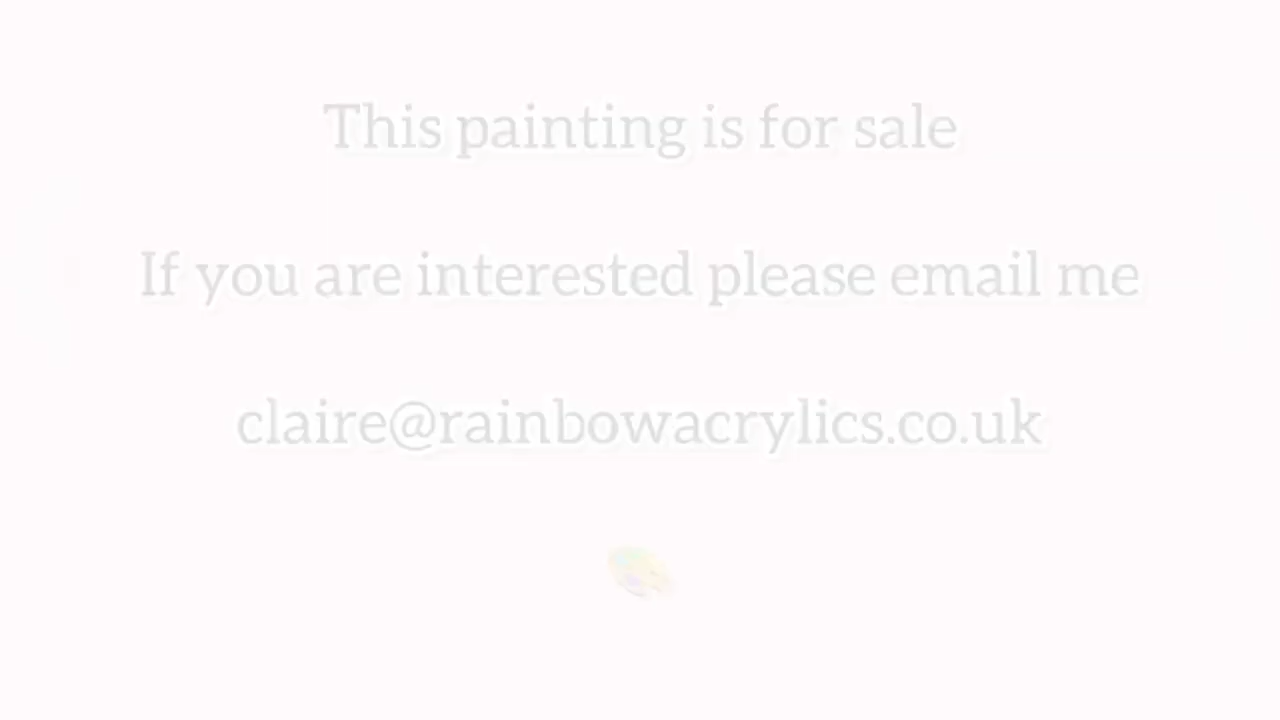 This painting is for sale
If you are interested please email me
claire@rainbowacrylics.co.uk